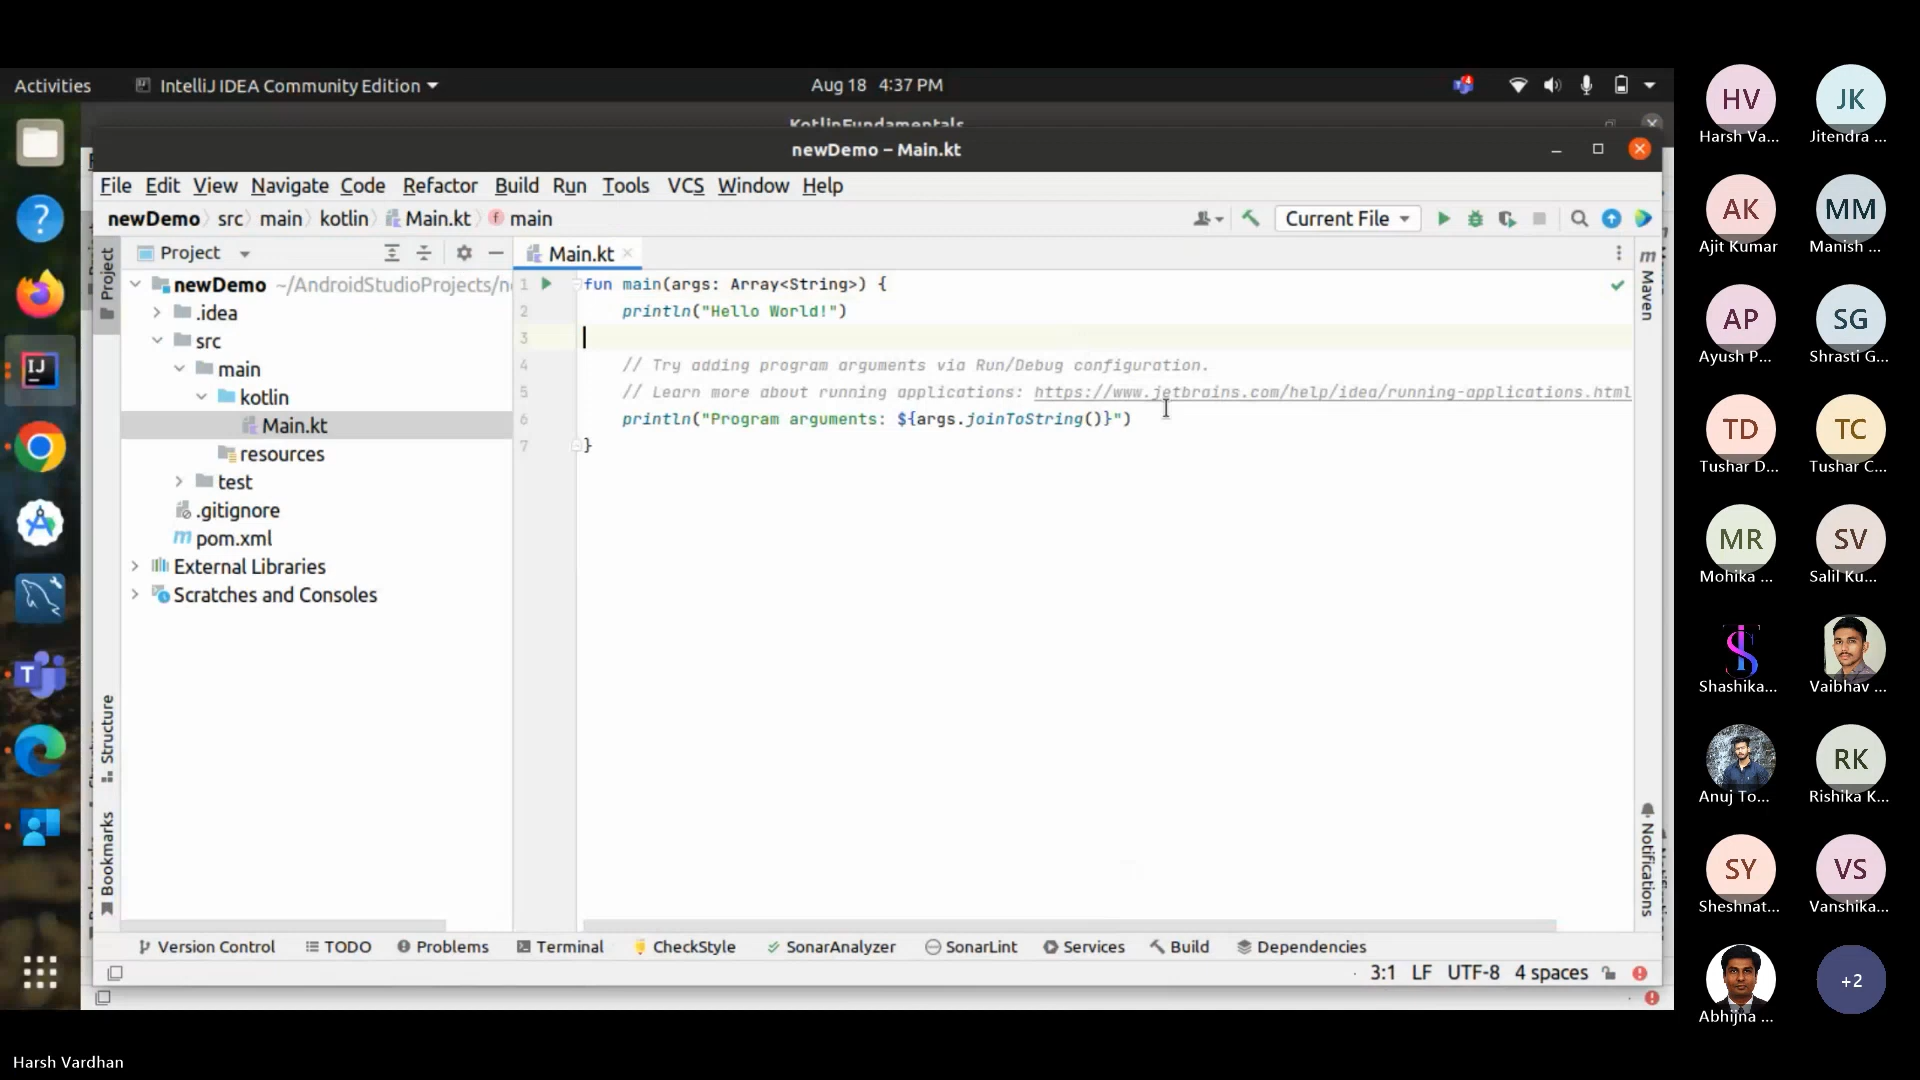 Activities
IntelliJ IDEA Community Edition
Aug 18 4:37 PM
4
KotlinFundamentals
newDemo – Main.kt
File Edit View Navigate Code Refactor Build Run Tools VCS Window Help
newDemo src main kotlin Main.kt main
Current File
Project
Project
Main.kt
Maven
newDemo ~/AndroidStudioProjects/n
.idea
src
main
kotlin
Main.kt
resources
test
.gitignore
pom.xml
External Libraries
Scratches and Consoles
1 fun main(args: Array<String>) {
2 println("Hello World!")
3
4 // Try adding program arguments via Run/Debug configuration.
5 // Learn more about running applications: https://www.jetbrains.com/help/idea/running-applications.html
6 println("Program arguments: ${args.joinToString()}")
7 }
Structure
Bookmarks
Notifications
Version Control TODO Problems Terminal CheckStyle SonarAnalyzer SonarLint Services Build Dependencies
3:1 LF UTF-8 4 spaces
HV JK
Harsh Va... Jitendra ...
AK MM
Ajit Kumar Manish ...
AP SG
Ayush P... Shrasti G...
TD TC
Tushar D... Tushar C...
MR SV
Mohika ... Salil Ku...
Shashika... Vaibhav ...
RK
Anuj To... Rishika K...
SY VS
Sheshnat... Vanshika...
+2
Abhijna ...
Harsh Vardhan